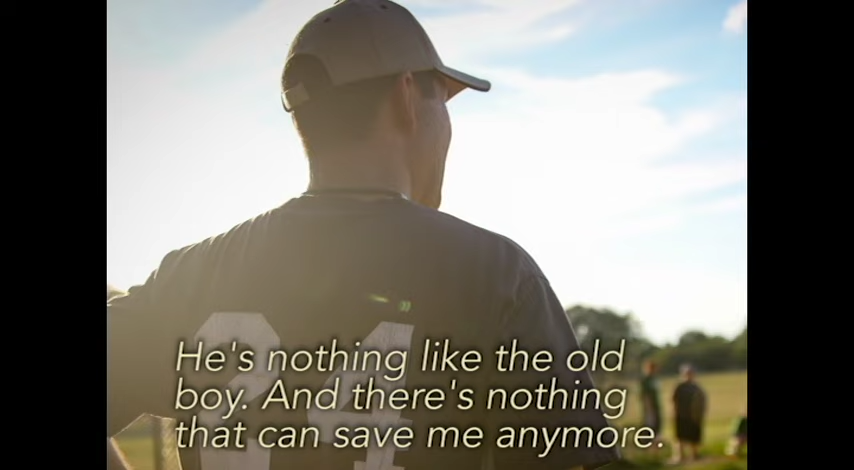 He's nothing like the old
boy. And there's nothing
that can save me anymore.